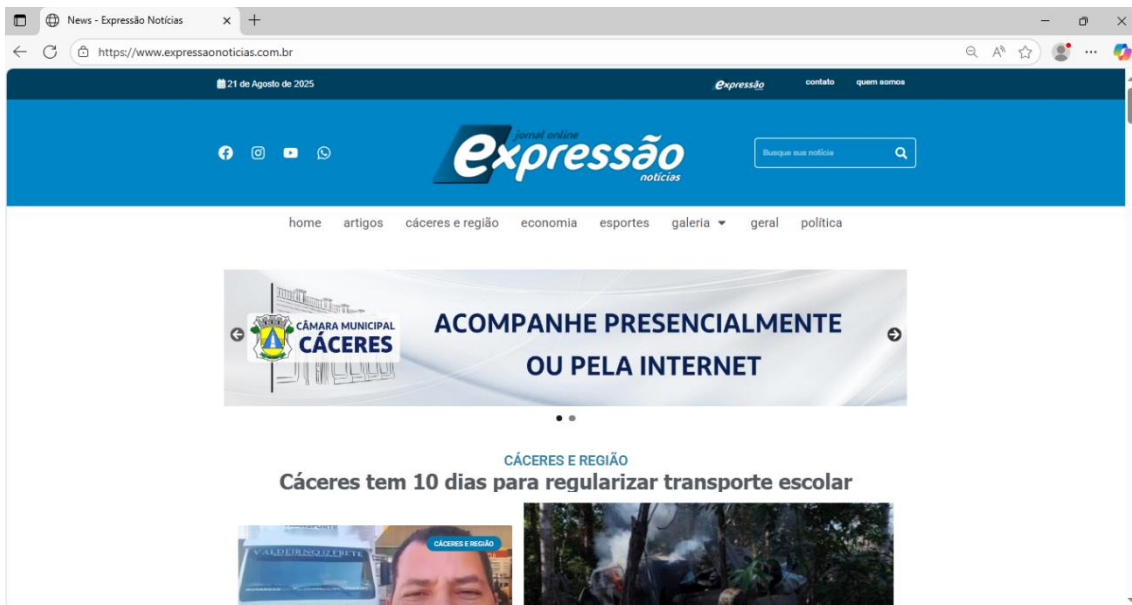 News - Expressão Notícias
https://www.expressaonoticias.com.br
21 de Agosto de 2025
expressão contato quem somos
jornal online
expressão
notícias
Busque sua notícia
home artigos cáceres e região economia esportes galeria geral política
CÂMARA MUNICIPAL
CÁCERES
ACOMPANHE PRESENCIALMENTE
OU PELA INTERNET
CÁCERES E REGIÃO
Cáceres tem 10 dias para regularizar transporte escolar
CÁCERES E REGIÃO